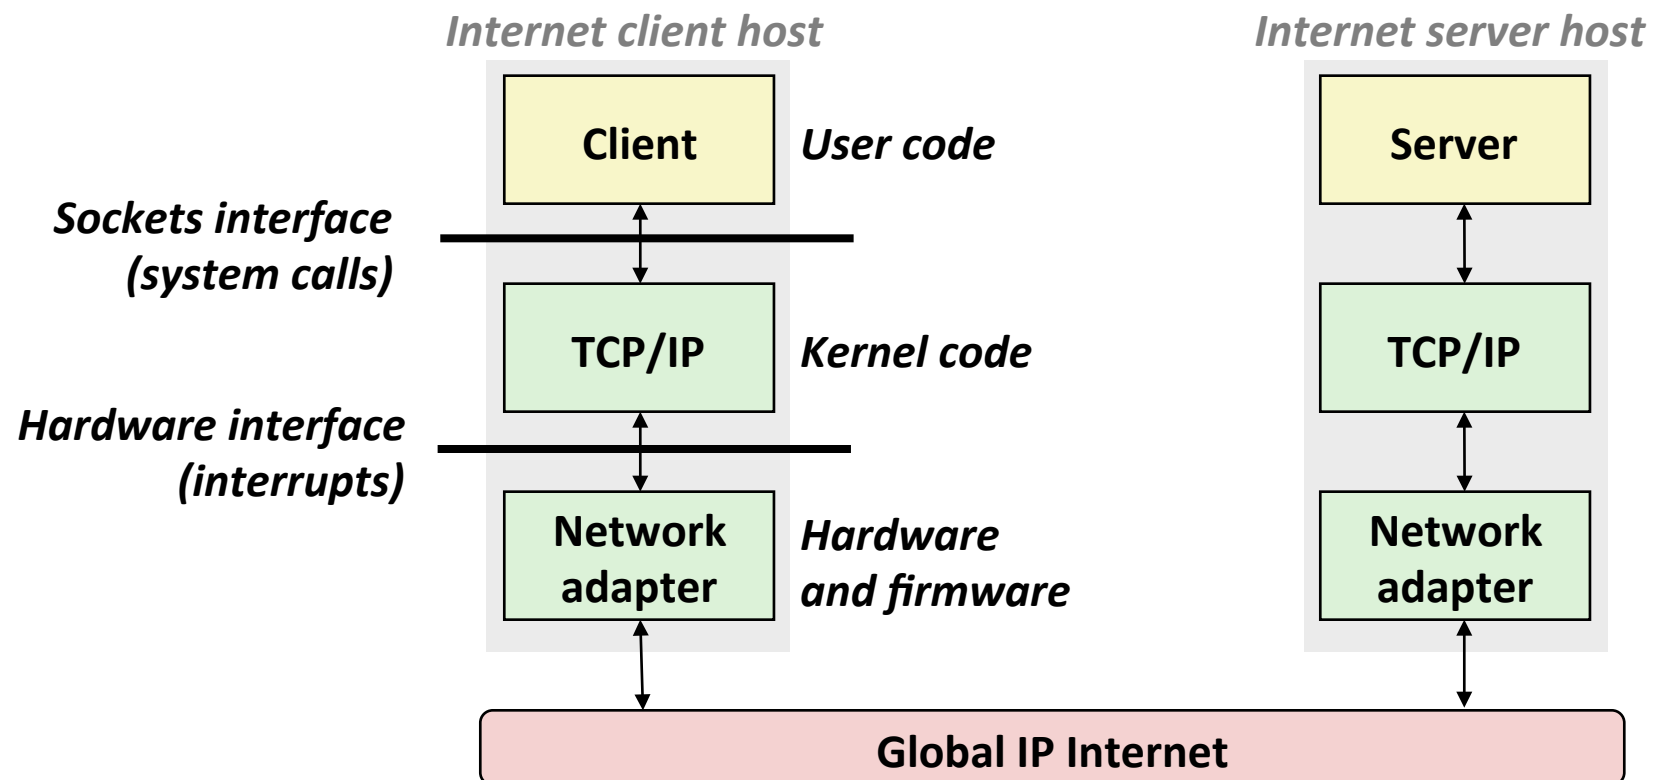 Internet client host
Internet server host
Client
User code
Server
Sockets interface
(system calls)
TCP/IP
Kernel code
TCP/IP
Hardware interface
(interrupts)
Network
adapter
Hardware
and firmware
Network
adapter
Global IP Internet